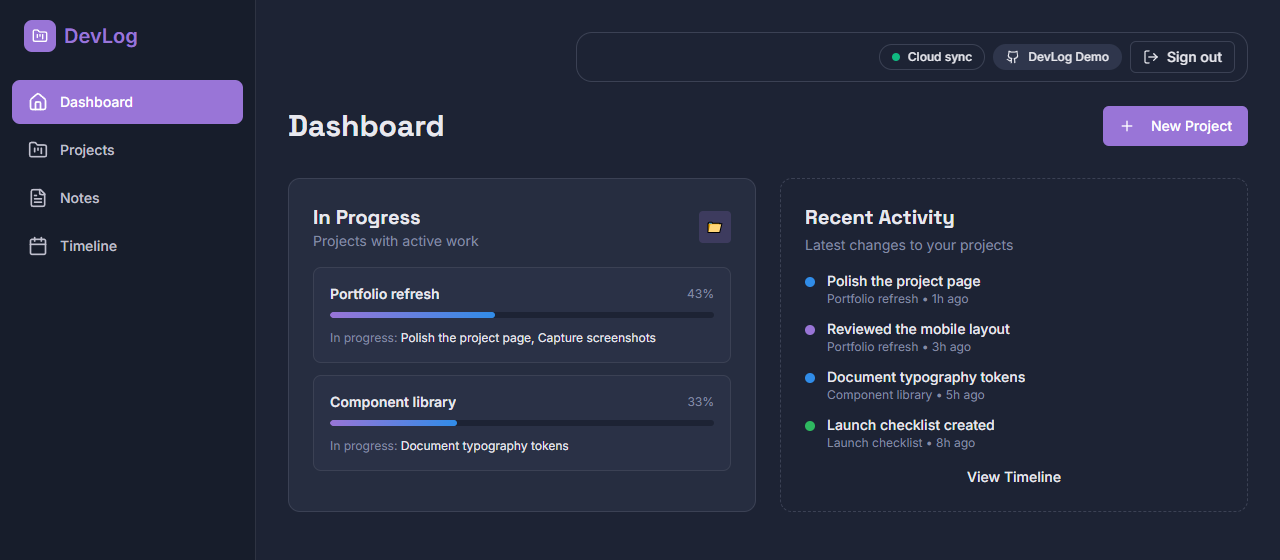 DevLog
Dashboard
Projects
Notes
Timeline
Cloud sync
DevLog Demo
Sign out
Dashboard
New Project
In Progress
Projects with active work
Portfolio refresh
43%
In progress: Polish the project page, Capture screenshots
Component library
33%
In progress: Document typography tokens
Recent Activity
Latest changes to your projects
Polish the project page
Portfolio refresh • 1h ago
Reviewed the mobile layout
Portfolio refresh • 3h ago
Document typography tokens
Component library • 5h ago
Launch checklist created
Launch checklist • 8h ago
View Timeline